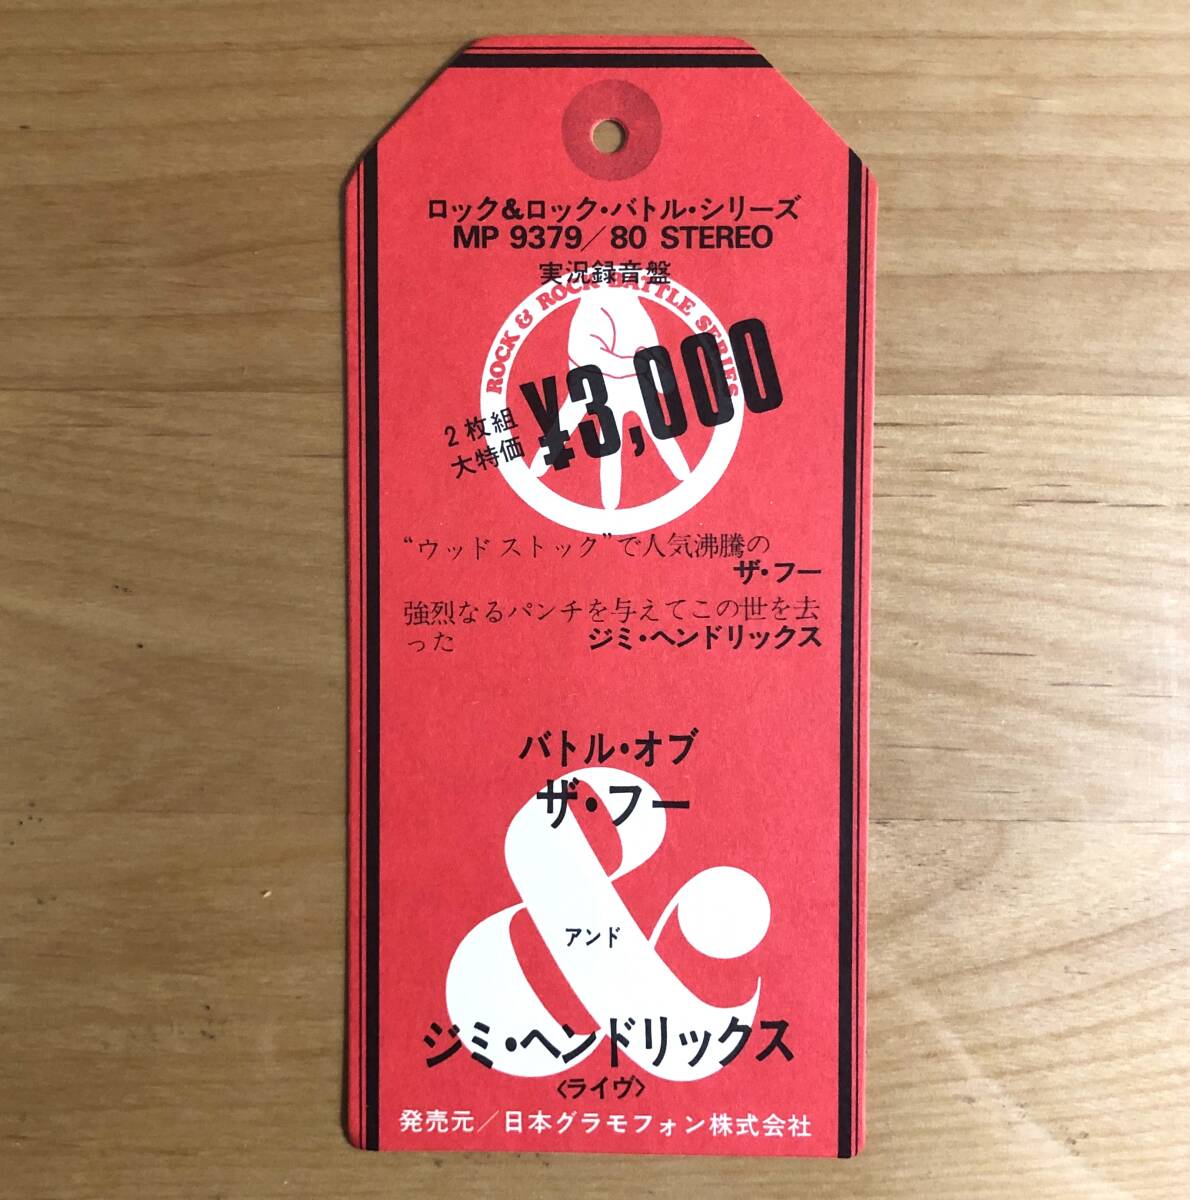 ロック&ロック・バトル・シリーズ
MP 9379/80 STEREO
実況録音盤
ROCK & ROCK BATTLE SERIES
2枚組
大特価
¥3,000
“ウッドストック”で人気沸騰の
ザ・フー
強烈なるパンチを与えてこの世を去
った ジミ・ヘンドリックス
バトル・オブ
ザ・フー
&
アンド
ジミ・ヘンドリックス
〈ライヴ〉
発売元/日本グラモフォン株式会社